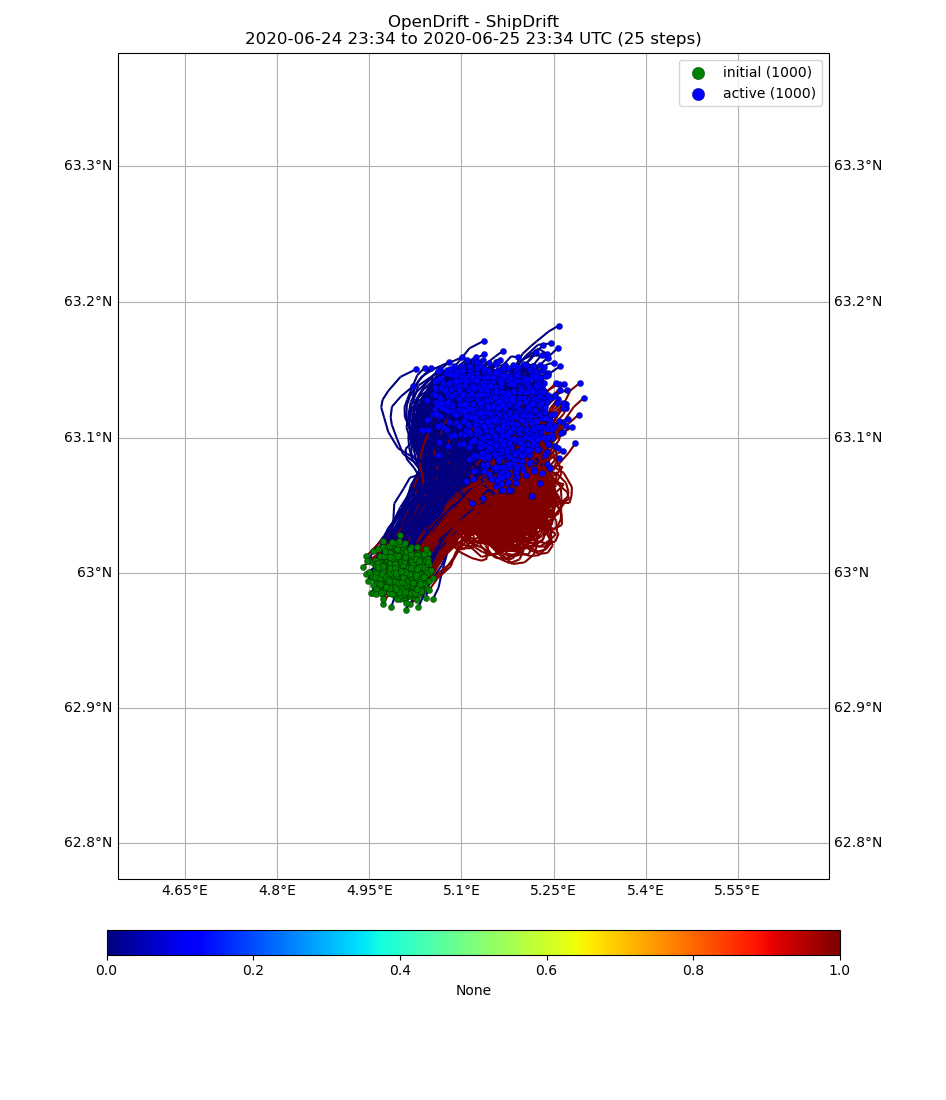 OpenDrift - ShipDrift
2020-06-24 23:34 to 2020-06-25 23:34 UTC (25 steps)
initial (1000)
active (1000)
63.3°N 63.3°N
63.2°N 63.2°N
63.1°N 63.1°N
63°N 63°N
62.9°N 62.9°N
62.8°N 62.8°N
4.65°E 4.8°E 4.95°E 5.1°E 5.25°E 5.4°E 5.55°E
0.0 0.2 0.4 0.6 0.8 1.0
None